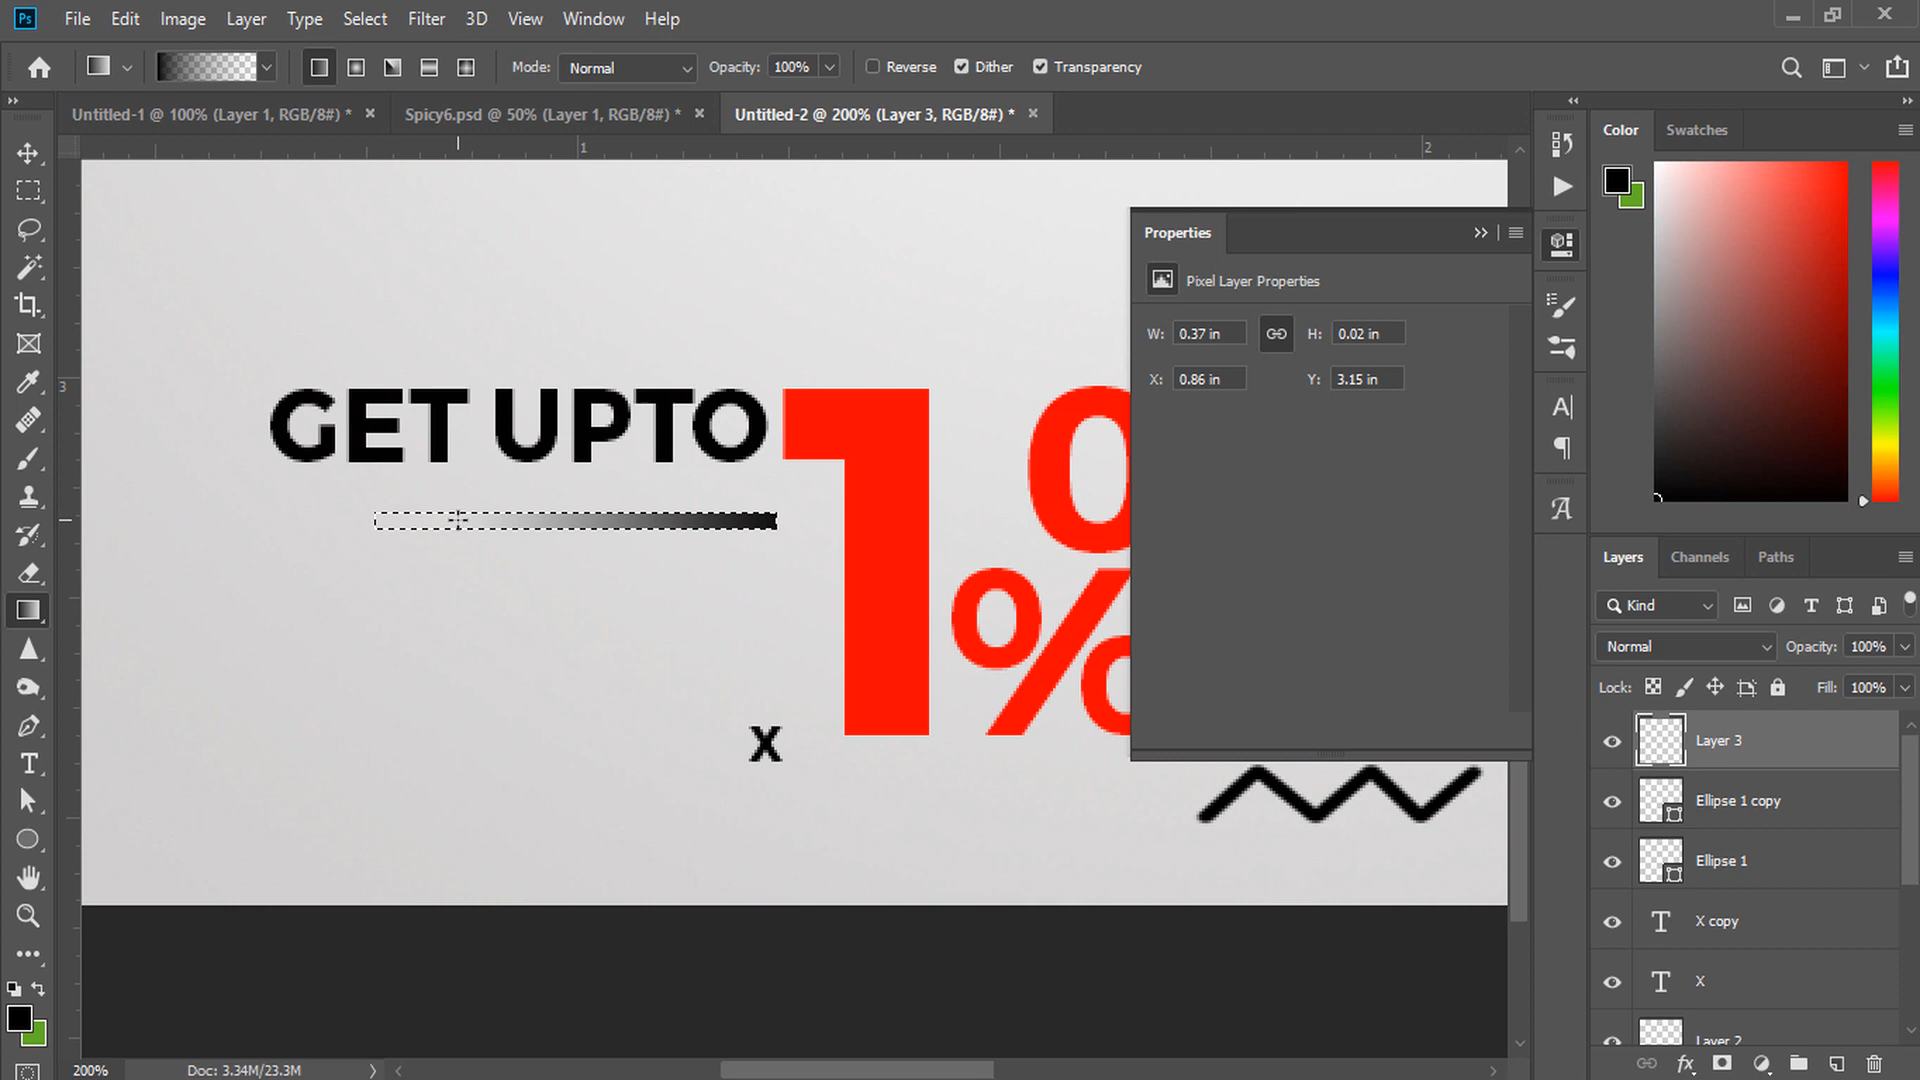 Ps File Edit Image Layer Type Select Filter 3D View Window Help
Mode: Normal Opacity: 100% Reverse Dither Transparency
Untitled-1 @ 100% (Layer 1, RGB/8#) * Spicy6.psd @ 50% (Layer 1, RGB/8#) * Untitled-2 @ 200% (Layer 3, RGB/8#) *
1 2
3
GET UPTO 10
%
X
Properties
Pixel Layer Properties
W: 0.37 in H: 0.02 in
X: 0.86 in Y: 3.15 in
Color Swatches
Layers Channels Paths
Kind
Normal Opacity: 100%
Lock: Fill: 100%
Layer 3
Ellipse 1 copy
Ellipse 1
X copy
X
Layer 2
200% Doc: 3.34M/23.3M